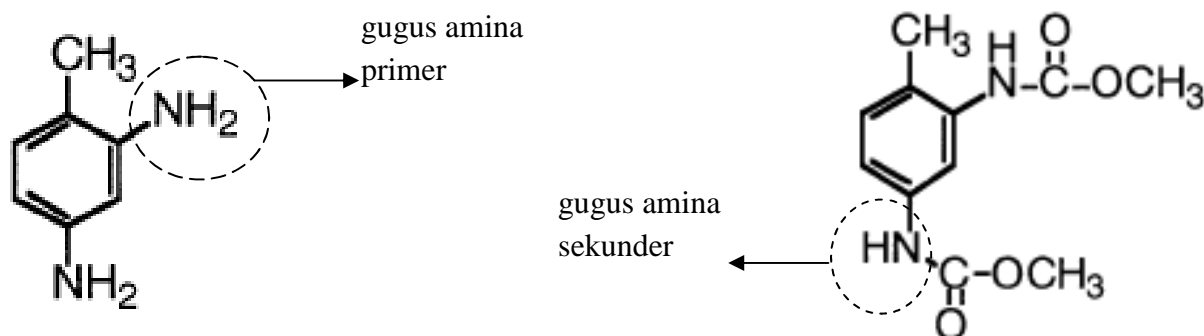 gugus amina
primer
CH3
NH2
NH2
CH3
H
N
O
C
OCH3
gugus amina
sekunder
HN
C
OCH3
O